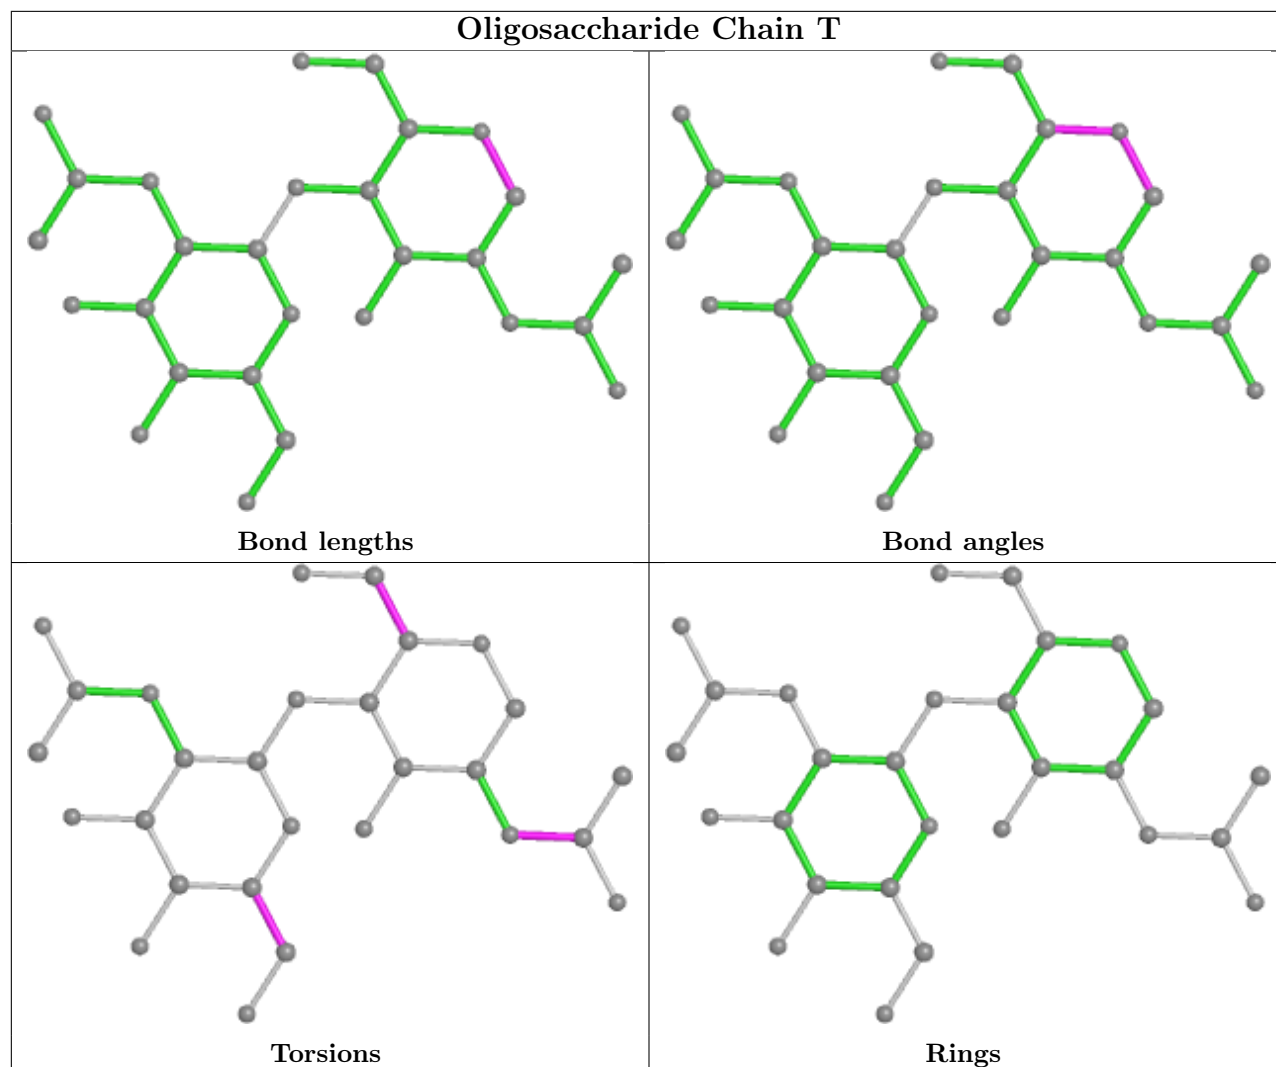 Oligosaccharide Chain T
Bond lengths
Bond angles
Torsions
Rings